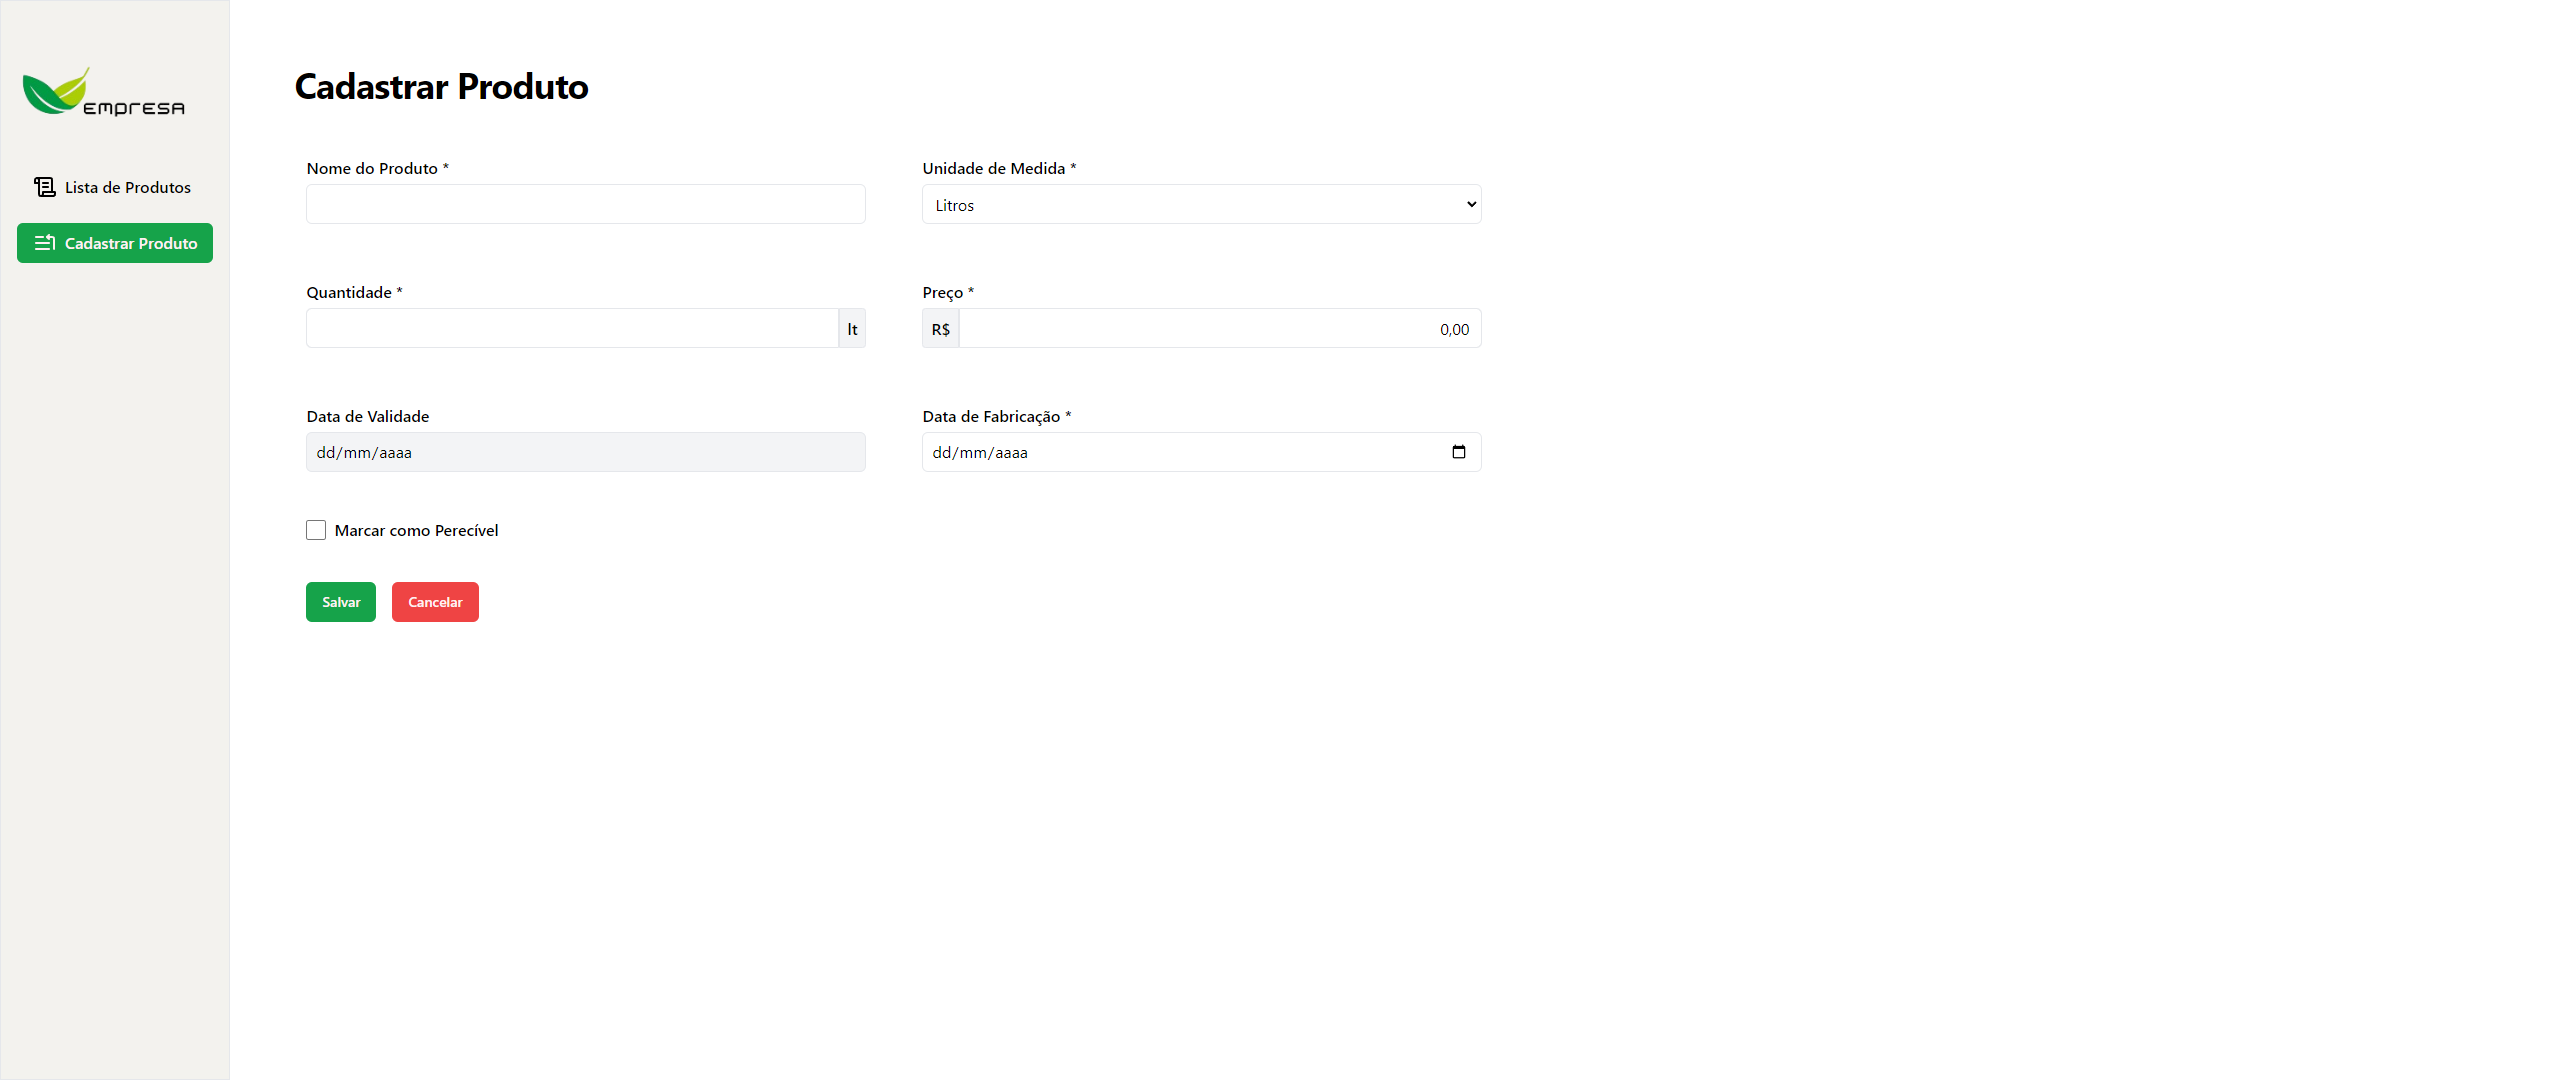 EMPRESA
Lista de Produtos
Cadastrar Produto
Cadastrar Produto
Nome do Produto *
Unidade de Medida *
Litros
Quantidade *
lt
Preço *
R$ 0,00
Data de Validade
dd/mm/aaaa
Data de Fabricação *
dd/mm/aaaa
Marcar como Perecível
Salvar
Cancelar